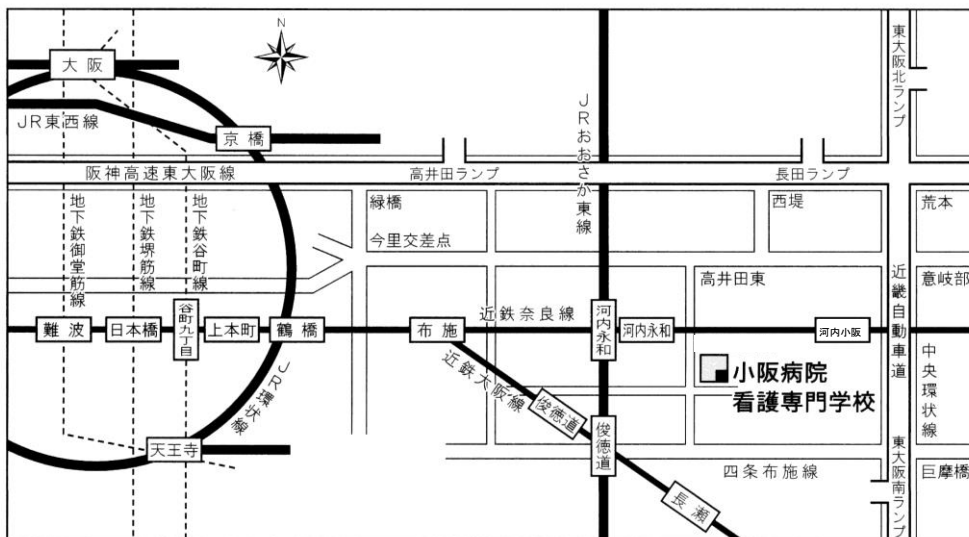 N
大阪
JR東西線
京橋
東大阪北ランプ
JRおおさか東線
阪神高速東大阪線
高井田ランプ
長田ランプ
地下鉄御堂筋線
地下鉄堺筋線
地下鉄谷町線
緑橋
今里交差点
西堤
荒本
高井田東
意岐部
近畿自動車道
近鉄奈良線
難波
日本橋
谷町九丁目
上本町
鶴橋
布施
河内永和
河内永和
河内小阪
JR環状線
近鉄大阪線
小阪病院
看護専門学校
中央環状線
俊徳道
俊徳道
天王寺
四条布施線
東大阪南ランプ
巨摩橋
長瀬